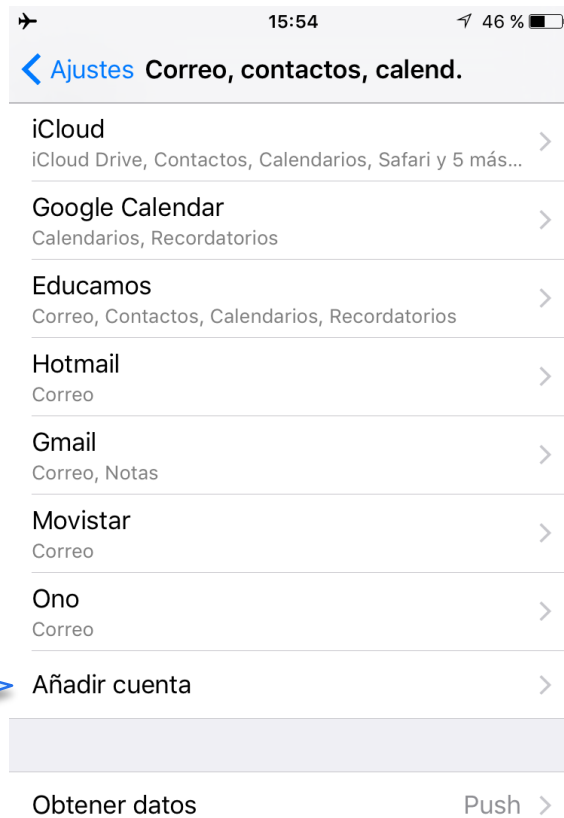 15:54 46 %
Ajustes Correo, contactos, calend.
iCloud
iCloud Drive, Contactos, Calendarios, Safari y 5 más...
Google Calendar
Calendarios, Recordatorios
Educamos
Correo, Contactos, Calendarios, Recordatorios
Hotmail
Correo
Gmail
Correo, Notas
Movistar
Correo
Ono
Correo
Añadir cuenta
Obtener datos Push